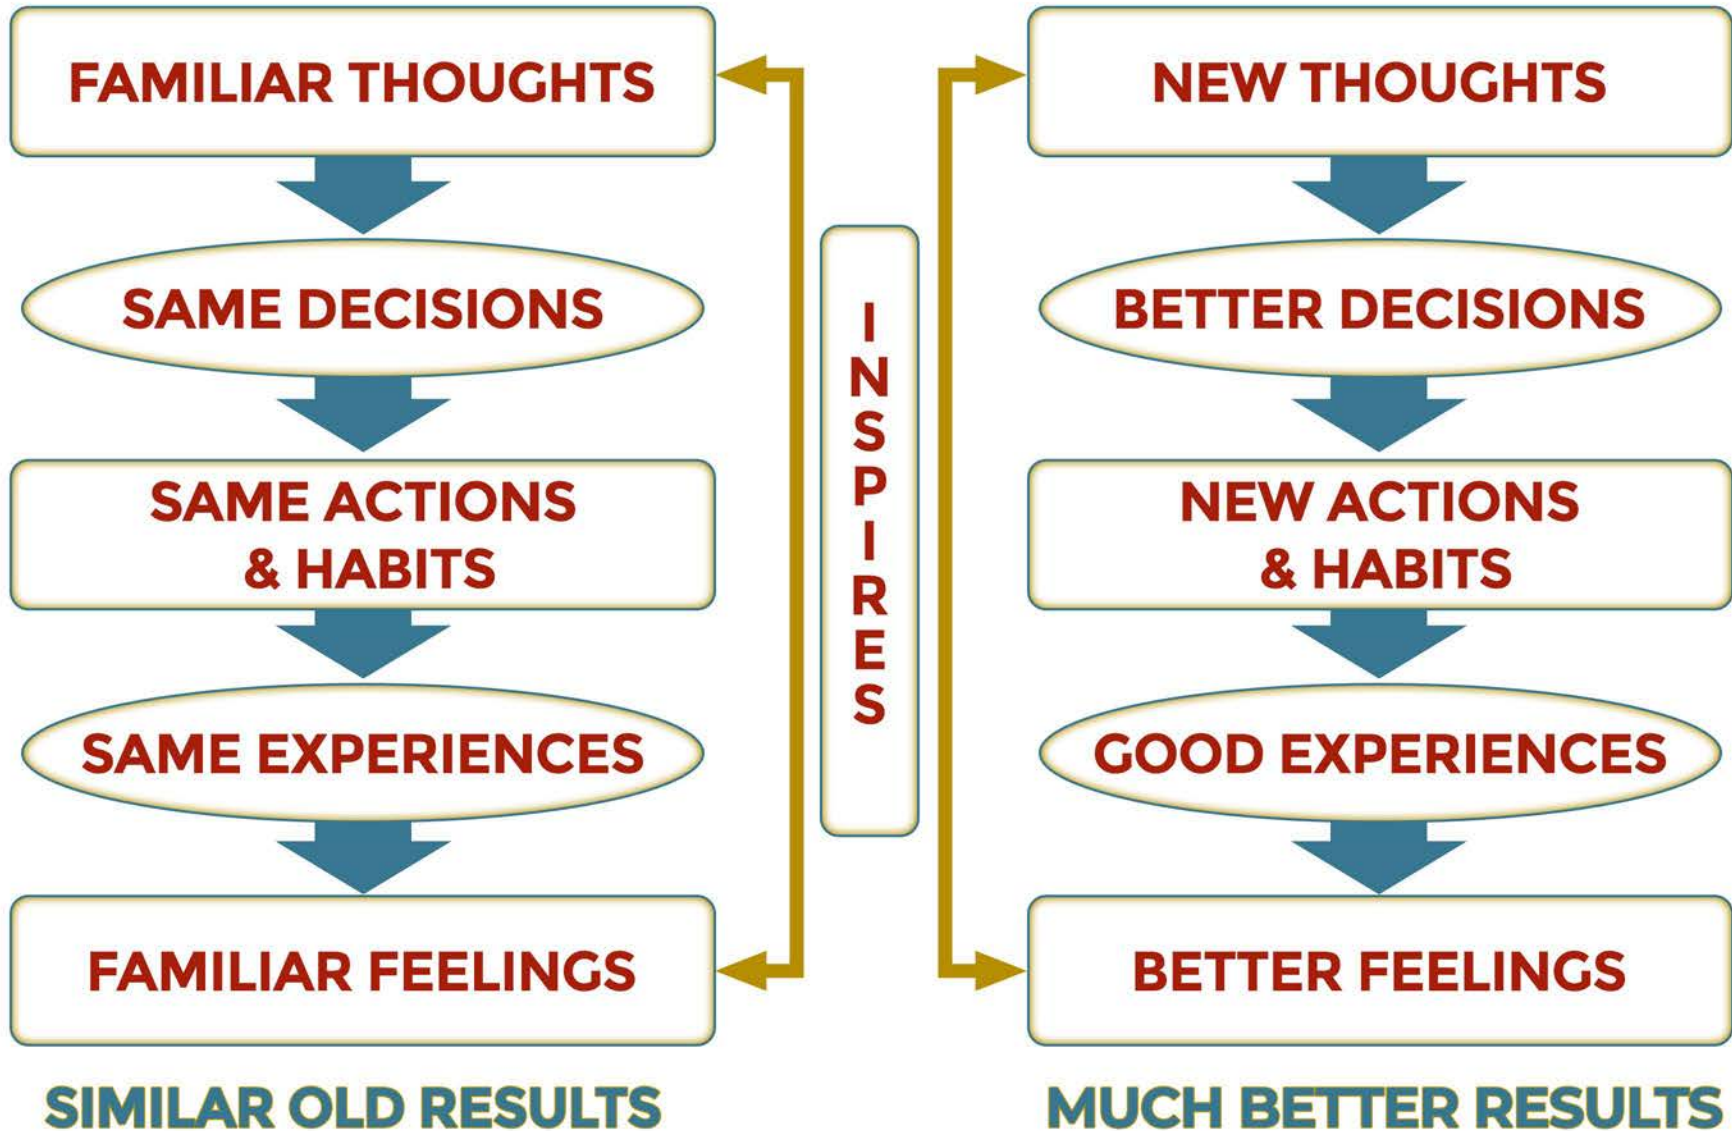 FAMILIAR THOUGHTS
SAME DECISIONS
SAME ACTIONS
& HABITS
SAME EXPERIENCES
FAMILIAR FEELINGS
SIMILAR OLD RESULTS
INSPIRES
NEW THOUGHTS
BETTER DECISIONS
NEW ACTIONS
& HABITS
GOOD EXPERIENCES
BETTER FEELINGS
MUCH BETTER RESULTS